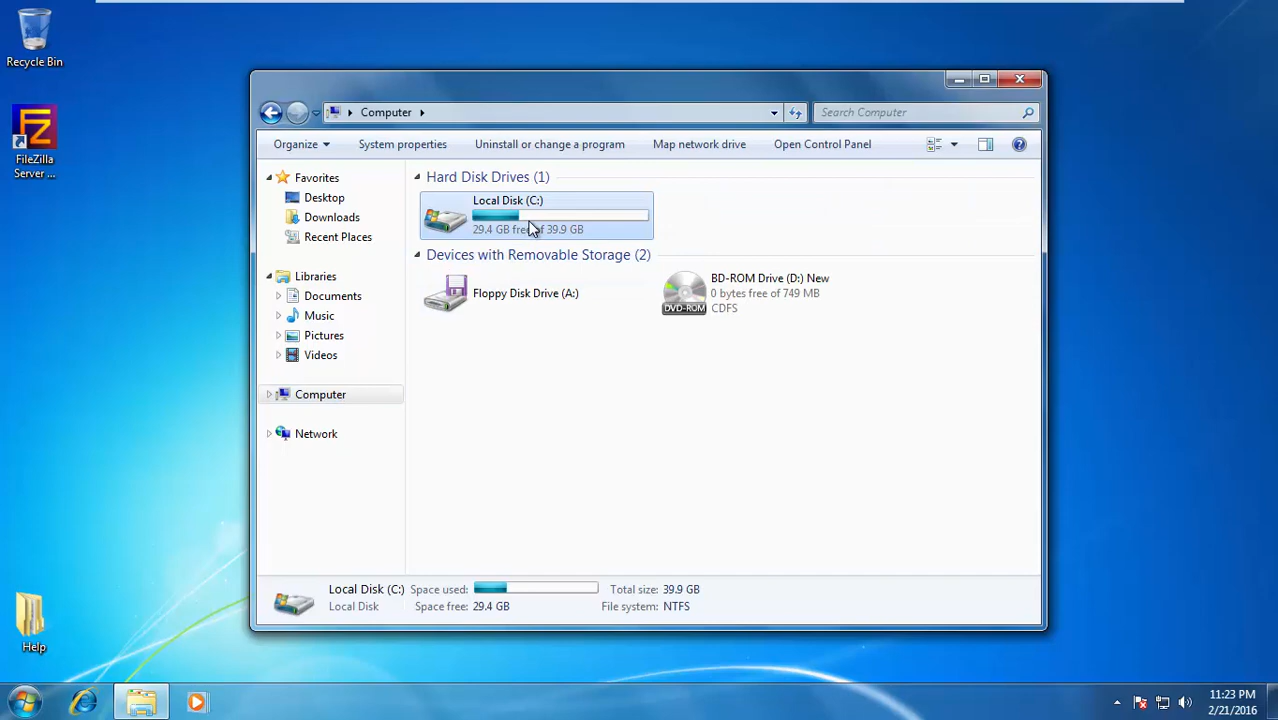 Recycle Bin
FileZilla
Server ...
Help
Computer
Search Computer
Organize
System properties
Uninstall or change a program
Map network drive
Open Control Panel
Favorites
Desktop
Downloads
Recent Places
Libraries
Documents
Music
Pictures
Videos
Computer
Network
Hard Disk Drives (1)
Local Disk (C:)
29.4 GB free of 39.9 GB
Devices with Removable Storage (2)
Floppy Disk Drive (A:)
BD-ROM Drive (D:) New
0 bytes free of 749 MB
CDFS
DVD-ROM
Local Disk (C:) Space used: Total size: 39.9 GB
Local Disk Space free: 29.4 GB File system: NTFS
11:23 PM
2/21/2016